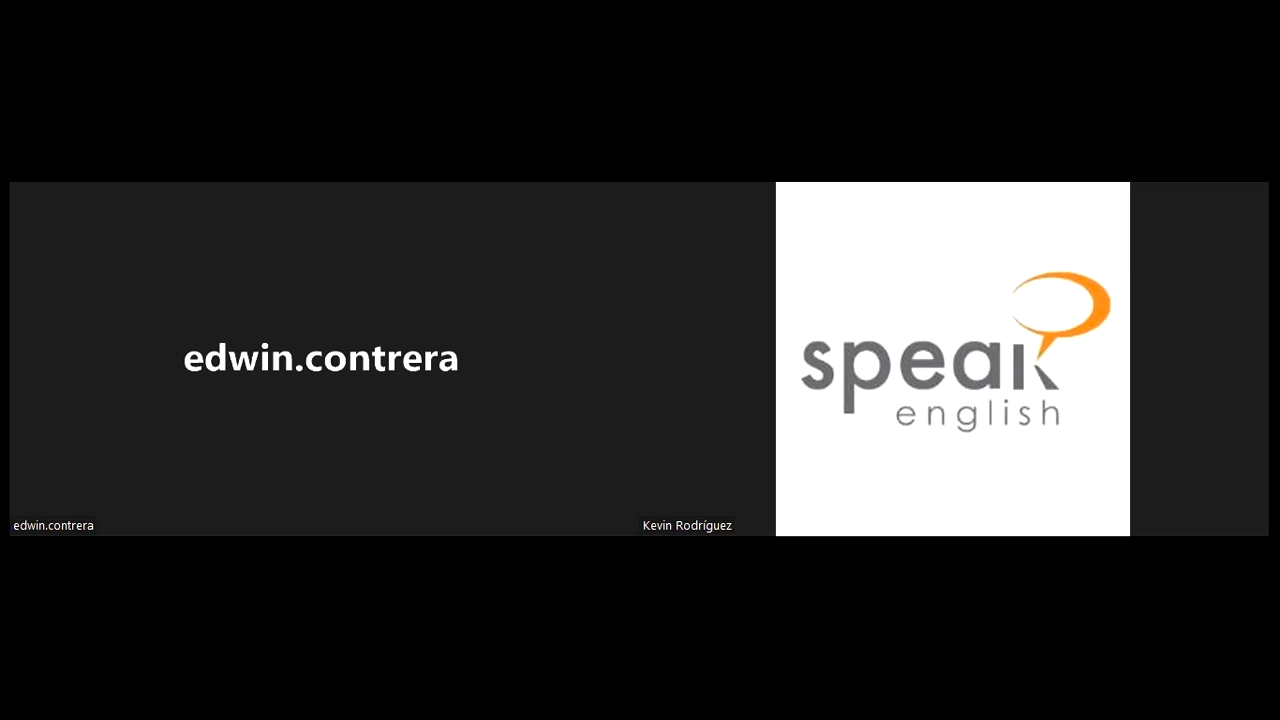 edwin.contrera
edwin.contrera
Kevin Rodríguez
speak
english